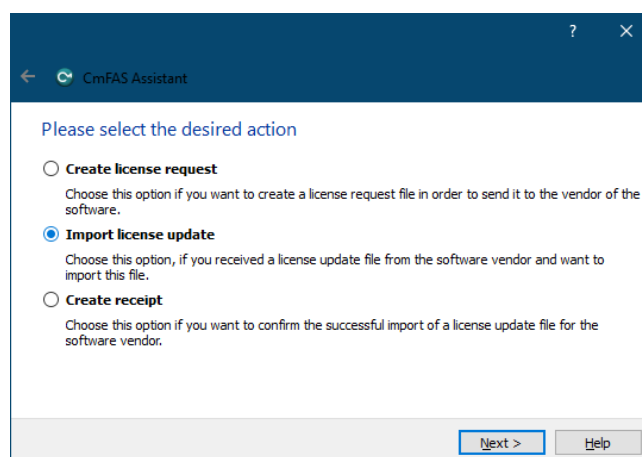 ?
CmFAS Assistant
Please select the desired action
Create license request
Choose this option if you want to create a license request file in order to send it to the vendor of the
software.
Import license update
Choose this option, if you received a license update file from the software vendor and want to
import this file.
Create receipt
Choose this option if you want to confirm the successful import of a license update file for the
software vendor.
Next >
Help